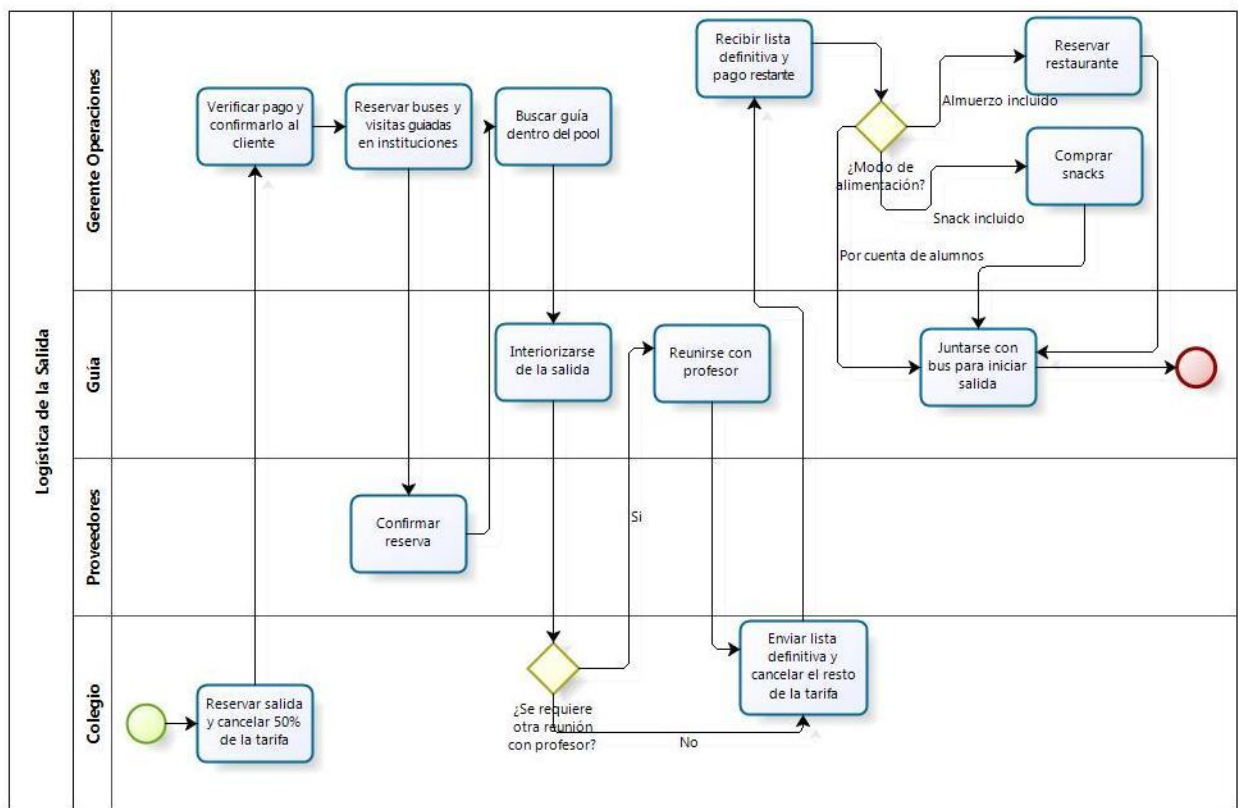 Logística de la Salida
Gerente Operaciones
Verificar pago y
confirmarlo al
cliente
Reservar buses y
visitas guiadas
en instituciones
Buscar guía
dentro del pool
Recibir lista
definitiva y
pago restante
¿Modo de
alimentación?
Almuerzo incluido
Reservar
restaurante
Snack incluido
Comprar
snacks
Por cuenta de alumnos
Guía
Interiorizarse
de la salida
Reunirse con
profesor
Juntarse con
bus para iniciar
salida
Proveedores
Confirmar
reserva
Si
Colegio
Reservar salida
y cancelar 50%
de la tarifa
¿Se requiere
otra reunión
con profesor?
No
Enviar lista
definitiva y
cancelar el resto
de la tarifa